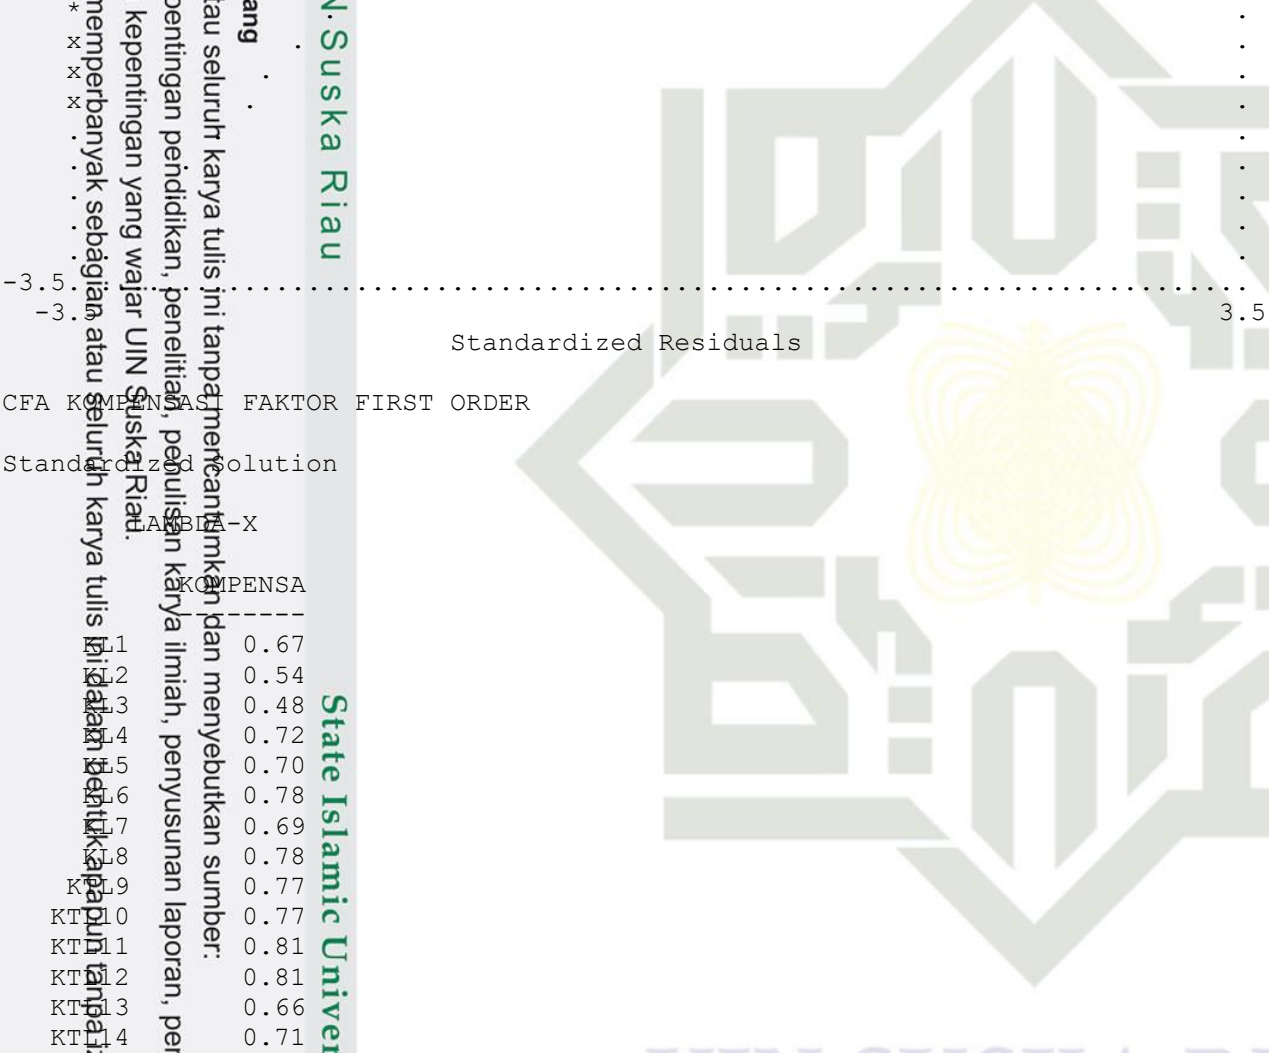 * .
x . .
x . .
x . .
. . .
. . .
. .
. .
. . .
-3.5..........................................................................
-3.5 3.5
Standardized Residuals
CFA KOMPENSASI FAKTOR FIRST ORDER
Standardized Solution
LAMBDA-X
KOMPENSA
--------
KL1 0.67
KL2 0.54
KL3 0.48
KL4 0.72
KL5 0.70
KL6 0.78
KL7 0.69
KL8 0.78
KTL9 0.77
KTL10 0.77
KTL11 0.81
KTL12 0.81
KTL13 0.66
KTL14 0.71
memperbanyak sebagian atau seluruh karya tulis ini dalam bentuk apapun tanpa
kepentingan yang wajar UIN Suska Riau.
pentingan pendidikan, penelitian, penulisan karya ilmiah, penyusunan laporan, per
tau seluruh karya tulis ini tanpa mencantumkan dan menyebutkan sumber:
ang
N Suska Riau
State Islamic Univer